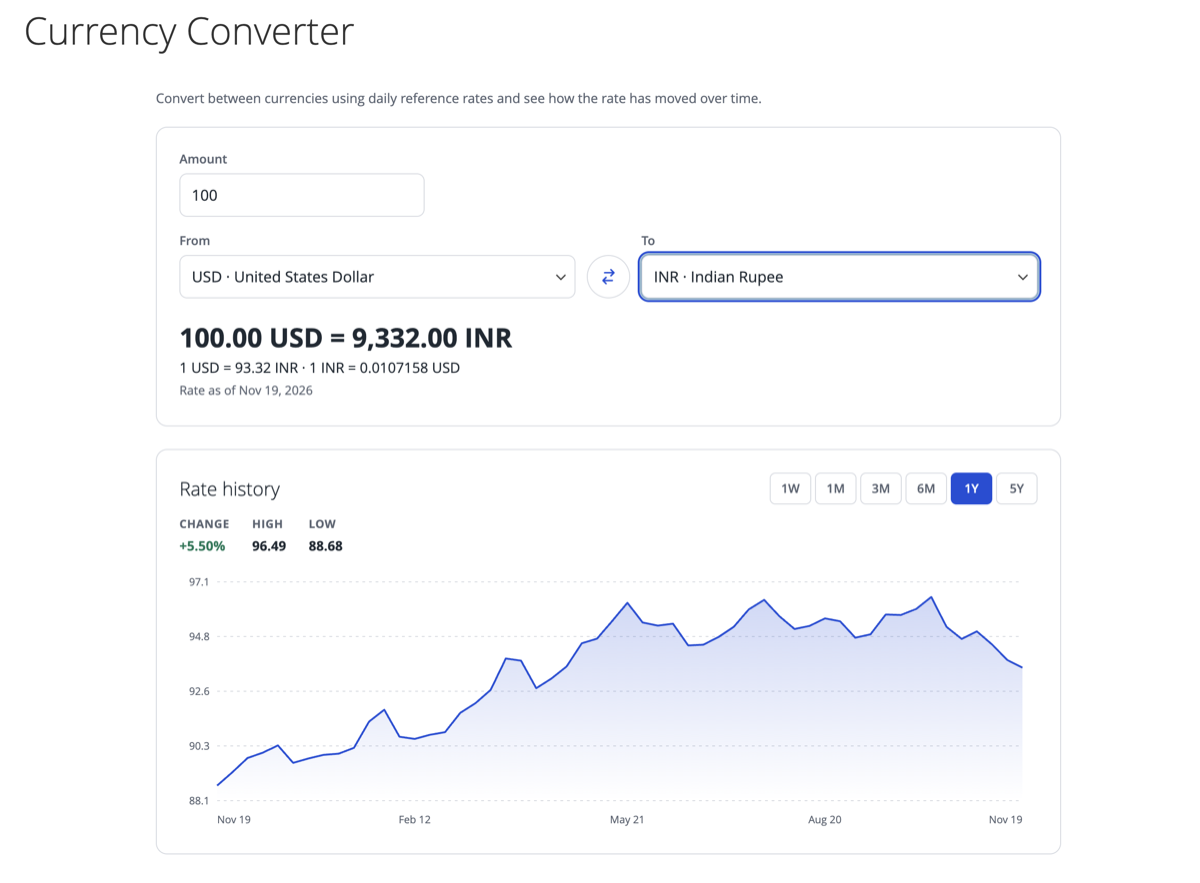 Currency Converter
Convert between currencies using daily reference rates and see how the rate has moved over time.
Amount
100
From
To
USD · United States Dollar
INR · Indian Rupee
100.00 USD = 9,332.00 INR
1 USD = 93.32 INR · 1 INR = 0.0107158 USD
Rate as of Nov 19, 2026
Rate history
1W 1M 3M 6M 1Y 5Y
CHANGE HIGH LOW
+5.50% 96.49 88.68
97.1
94.8
92.6
90.3
88.1
Nov 19 Feb 12 May 21 Aug 20 Nov 19